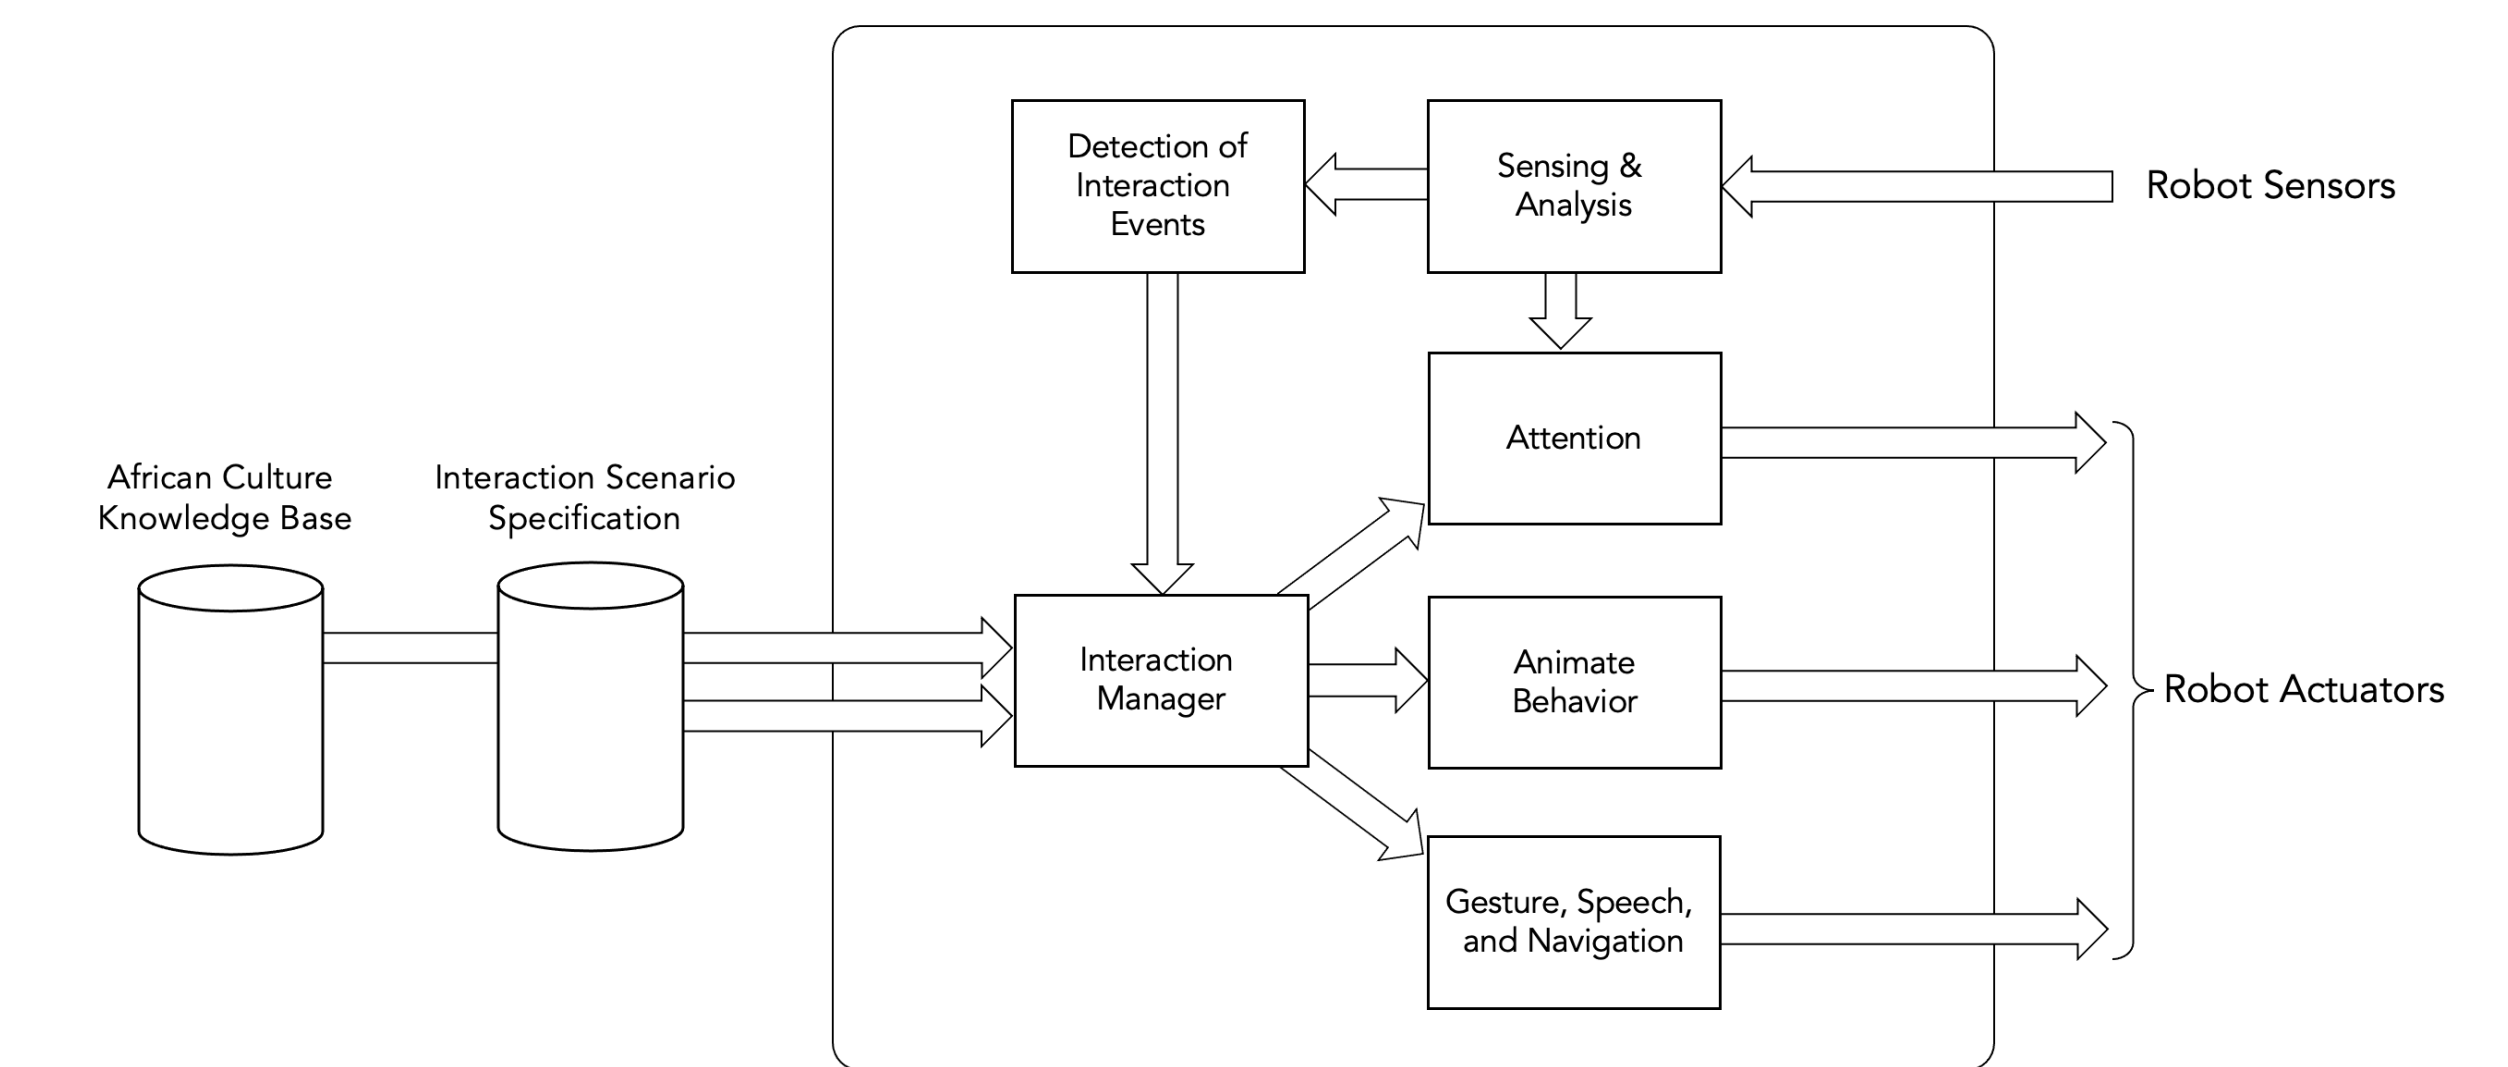 Detection of
Interaction
Events
Sensing &
Analysis
Robot Sensors
Attention
African Culture
Knowledge Base
Interaction Scenario
Specification
Interaction
Manager
Animate
Behavior
Robot Actuators
Gesture, Speech,
and Navigation